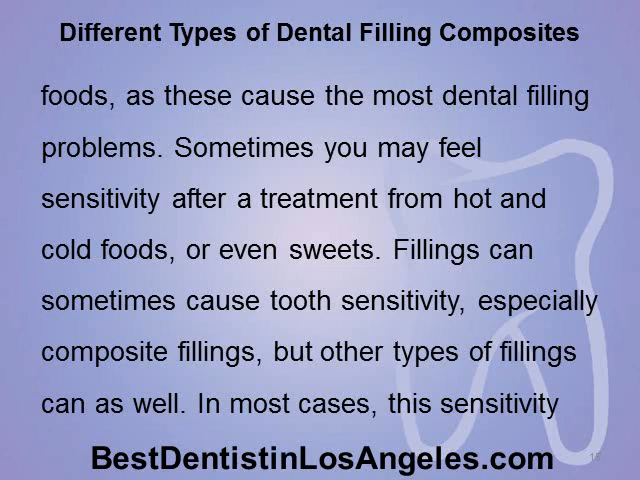 Different Types of Dental Filling Composites
foods, as these cause the most dental filling
problems. Sometimes you may feel
sensitivity after a treatment from hot and
cold foods, or even sweets. Fillings can
sometimes cause tooth sensitivity, especially
composite fillings, but other types of fillings
can as well. In most cases, this sensitivity
BestDentistinLosAngeles.com